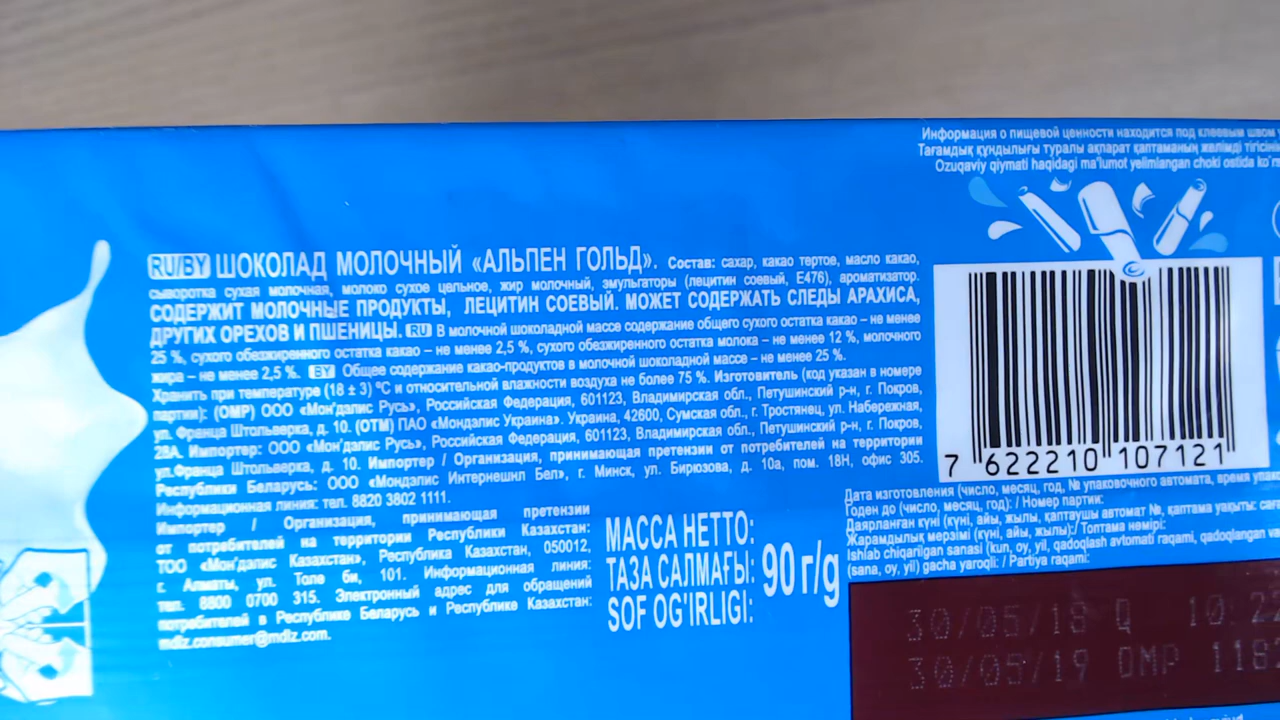 Информация о пищевой ценности находится под клеевым швом
Тағамдық құндылығы туралы ақпарат қаптаманың желімді тігісінің
Ozuqaviy qiymati haqidagi ma'lumot yelimlangan choki ostida
RU/BY ШОКОЛАД МОЛОЧНЫЙ «АЛЬПЕН ГОЛЬД». Состав: сахар, какао тертое, масло какао,
сыворотка сухая молочная, молоко сухое цельное, жир молочный, эмульгаторы (лецитин соевый, Е476), ароматизатор.
СОДЕРЖИТ МОЛОЧНЫЕ ПРОДУКТЫ, ЛЕЦИТИН СОЕВЫЙ. МОЖЕТ СОДЕРЖАТЬ СЛЕДЫ АРАХИСА,
ДРУГИХ ОРЕХОВ И ПШЕНИЦЫ. RU В молочной шоколадной массе содержание общего сухого остатка какао – не менее
25 %, сухого обезжиренного остатка какао – не менее 2,5 %, сухого обезжиренного остатка молока – не менее 12 %, молочного
жира – не менее 2,5 %. BY Общее содержание какао-продуктов в молочной шоколадной массе – не менее 25 %.
Хранить при температуре (18 ± 3) °C и относительной влажности воздуха не более 75 %. Изготовитель (код указан в номере
партии): (OMP) ООО «Мон'дэлис Русь», Российская Федерация, 601123, Владимирская обл., Петушинский р-н, г. Покров,
ул. Франца Штольверка, д. 10. (OTM) ПАО «Мондэлис Украина». Украина, 42600, Сумская обл., г. Тростянец, ул. Набережная,
28А. Импортер: ООО «Мон'дэлис Русь», Российская Федерация, 601123, Владимирская обл., Петушинский р-н, г. Покров,
ул.Франца Штольверка, д. 10. Импортер / Организация, принимающая претензии от потребителей на территории
Республики Беларусь: ООО «Мондэлис Интернешнл Бел», г. Минск, ул. Бирюзова, д. 10а, пом. 18Н, офис 305.
Информационная линия: тел. 8820 3802 1111.
Импортер / Организация, принимающая претензии
от потребителей на территории Республики Казахстан:
ТОО «Мон'дэлис Казахстан», Республика Казахстан, 050012,
г. Алматы, ул. Толе би, 101. Информационная линия:
тел. 8800 0700 315. Электронный адрес для обращений
потребителей в Республике Беларусь и Республике Казахстан:
mdlz.consumer@mdlz.com.
МАССА НЕТТО:
ТАЗА САЛМАҒЫ: 90 г/g
SOF OG'IRLIGI:
7 622210 107121
Дата изготовления (число, месяц, год, № упаковочного автомата, время
Годен до (число, месяц, год): / Номер партии:
Даярланған күні (күні, айы, жылы, қаптаушы автомат №, қаптама уақыты:
Жарамдылық мерзімі (күні, айы, жылы):/ Топтама немірі:
Ishlab chiqarilgan sanasi (kun, oy, yil, qadoqlash avtomati raqami, qadoqlangan
(sana, oy, yil) gacha yaroqli: / Partiya raqami:
30/05/18 Q 10:22
30/05/19 OMP 118